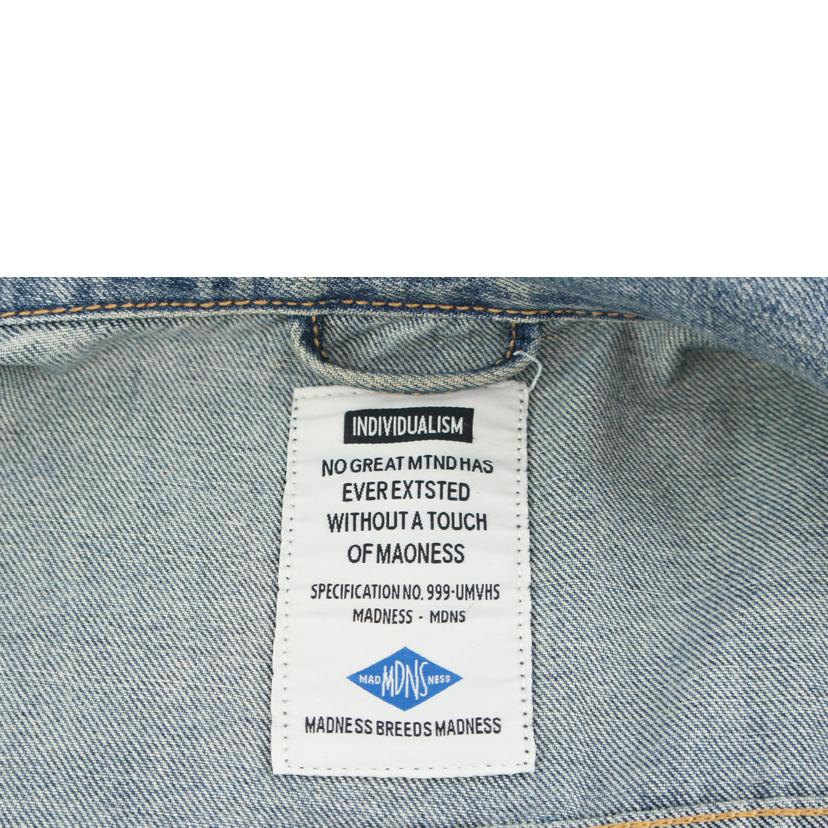 INDIVIDUALISM
NO GREAT MTND HAS
EVER EXTSTED
WITHOUT A TOUCH
OF MAONESS
SPECIFICATION NO. 999-UMVHS
MADNESS - MDNS
MAD MDNS NESS
MADNESS BREEDS MADNESS